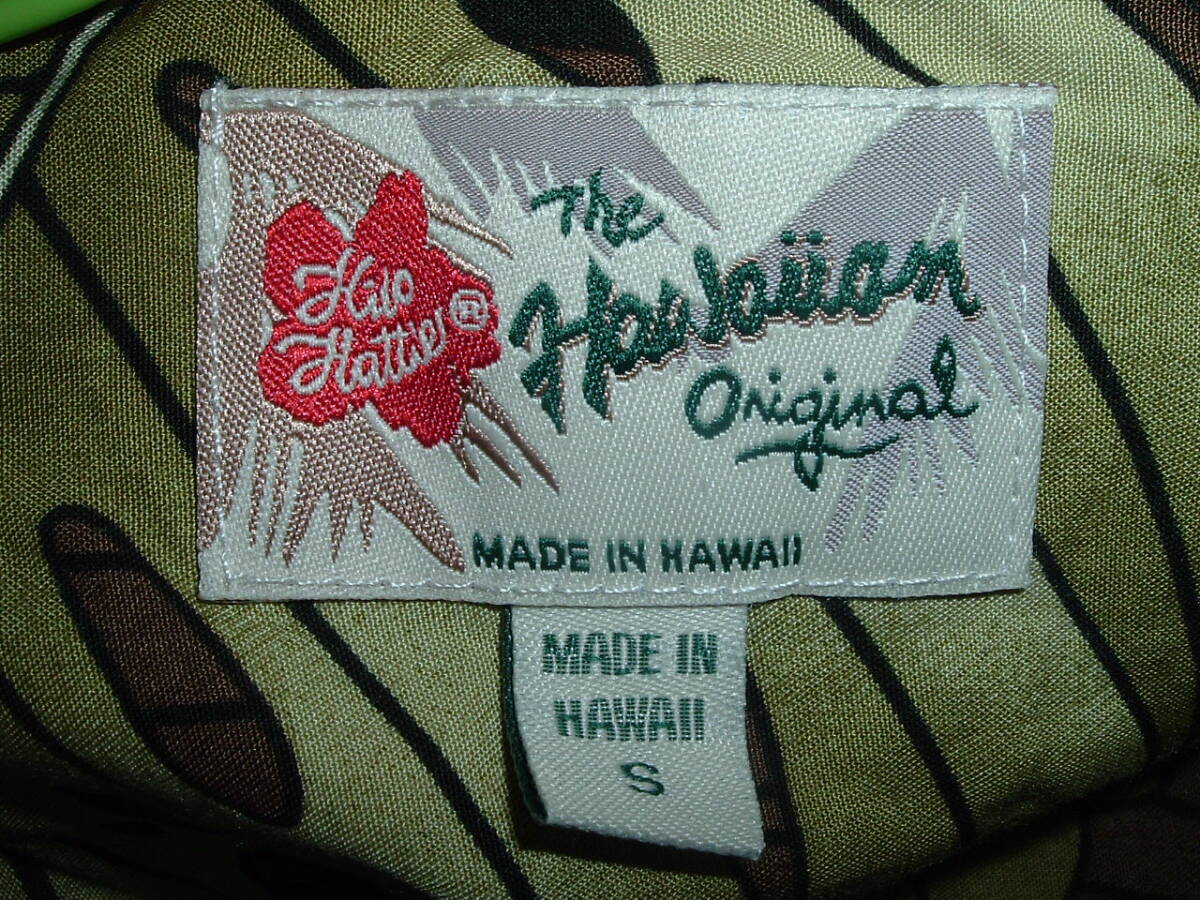 Hilo
Hattie®
The
Hawaiian
Original
MADE IN HAWAII
MADE IN
HAWAII
S